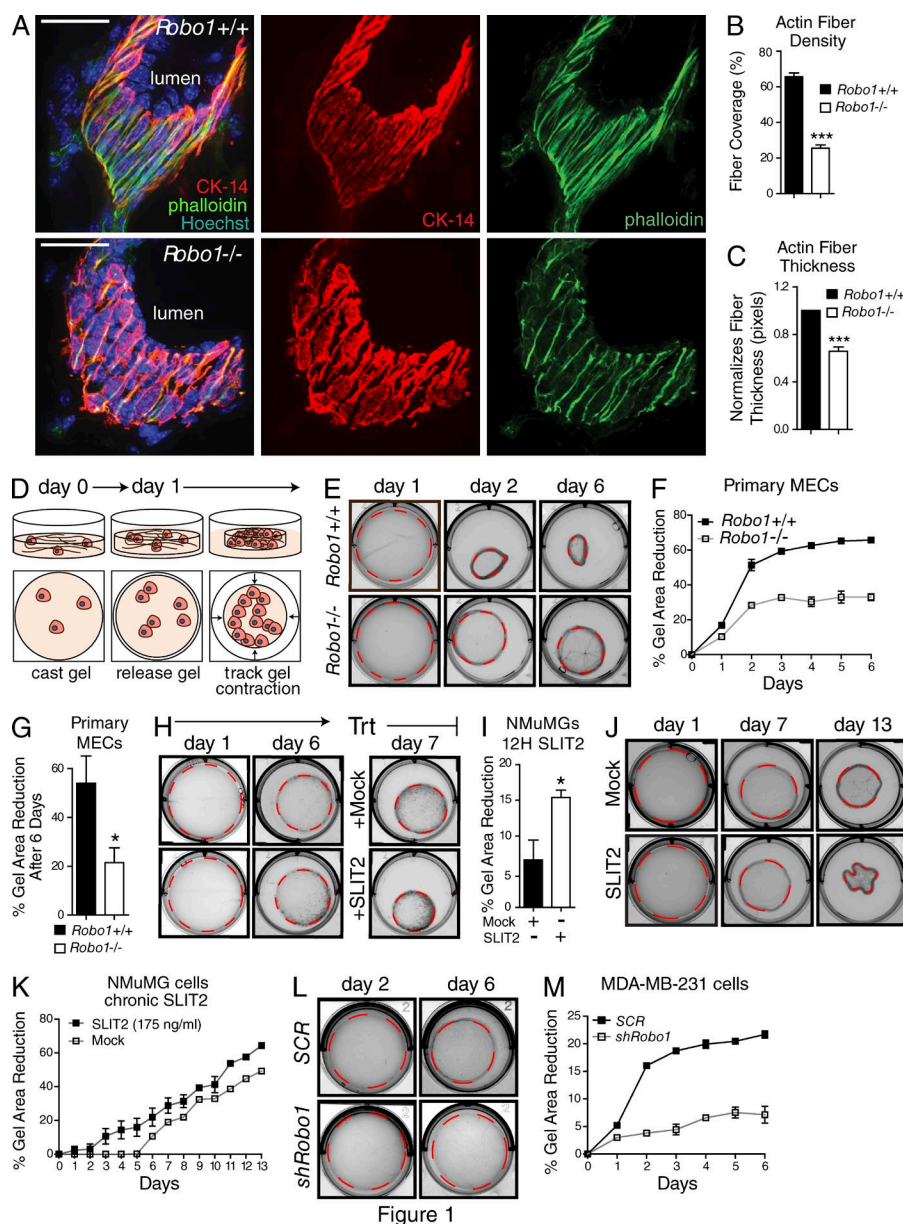 A
Robo1+/+
lumen
CK-14
phalloidin
Hoechst
CK-14
phalloidin
Robo1-/-
lumen
B
Actin Fiber
Density
Fiber Coverage (%)
80
60
40
20
0
Robo1+/+
Robo1-/-
***
C
Actin Fiber
Thickness
Normalizes Fiber
Thickness (pixels)
1.2
0.8
0.4
0.0
Robo1+/+
Robo1-/-
***
D
day 0
day 1
cast gel
release gel
track gel
contraction
E
day 1
day 2
day 6
Robo1+/+
Robo1-/-
F
Primary MECs
% Gel Area Reduction
80
60
40
20
0
Robo1+/+
Robo1-/-
0 1 2 3 4 5 6
Days
G
Primary
MECs
% Gel Area Reduction
After 6 Days
60
40
20
0
*
Robo1+/+
Robo1-/-
H
Trt
day 1
day 6
day 7
+Mock
+SLIT2
I
NMuMGs
12H SLIT2
% Gel Area Reduction
20
15
10
5
0
*
Mock + -
SLIT2 - +
J
day 1
day 7
day 13
Mock
SLIT2
K
NMuMG cells
chronic SLIT2
% Gel Area Reduction
80
60
40
20
0
SLIT2 (175 ng/ml)
Mock
0 1 2 3 4 5 6 7 8 9 10 11 12 13
Days
L
day 2
day 6
SCR
shRobo1
2
2
M
MDA-MB-231 cells
% Gel Area Reduction
25
20
15
10
5
0
SCR
shRobo1
0 1 2 3 4 5 6
Days
Figure 1